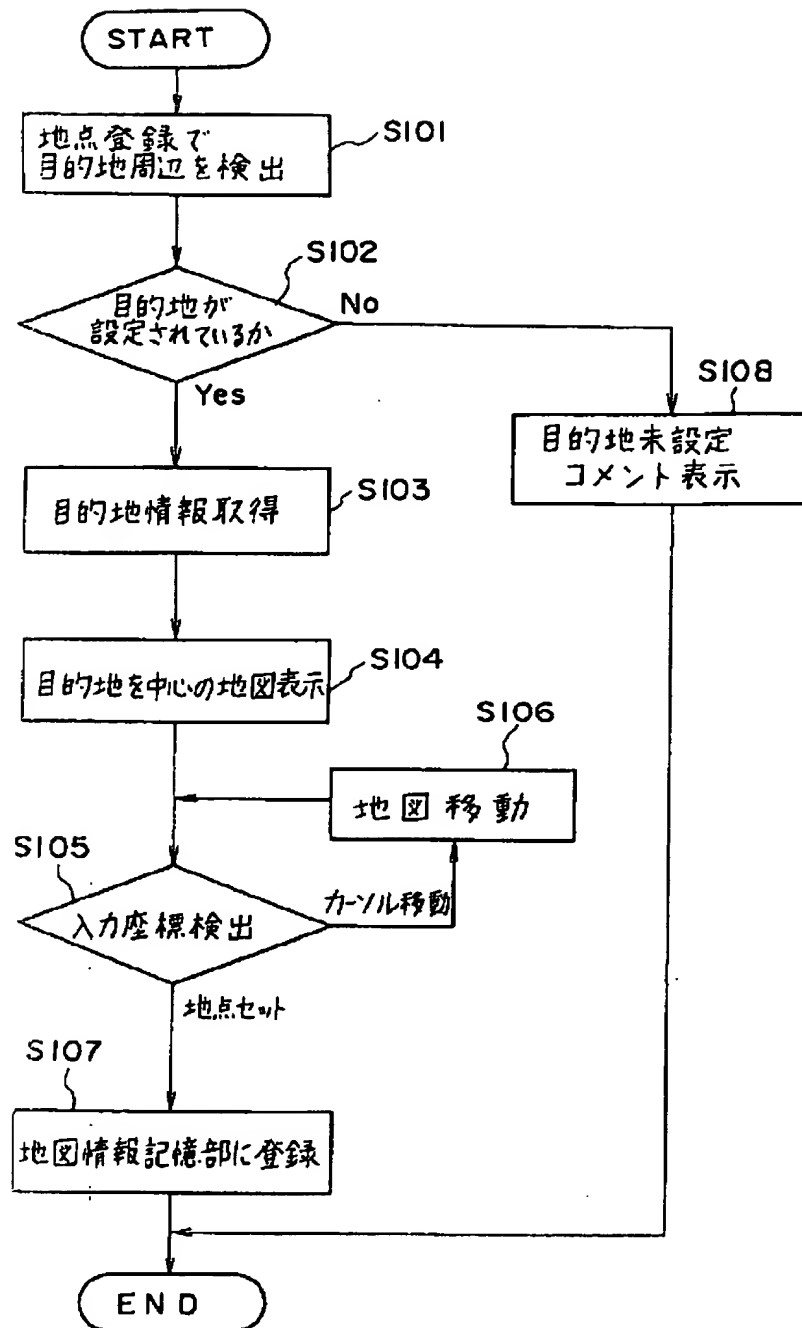 START
地点登録で
目的地周辺を検出
S101
S102
目的地が
設定されているか
No
Yes
S108
目的地未設定
コメント表示
目的地情報取得
S103
目的地を中心の地図表示
S104
S106
地図移動
S105
入力座標検出
カーソル移動
地点セット
S107
地図情報記憶部に登録
END